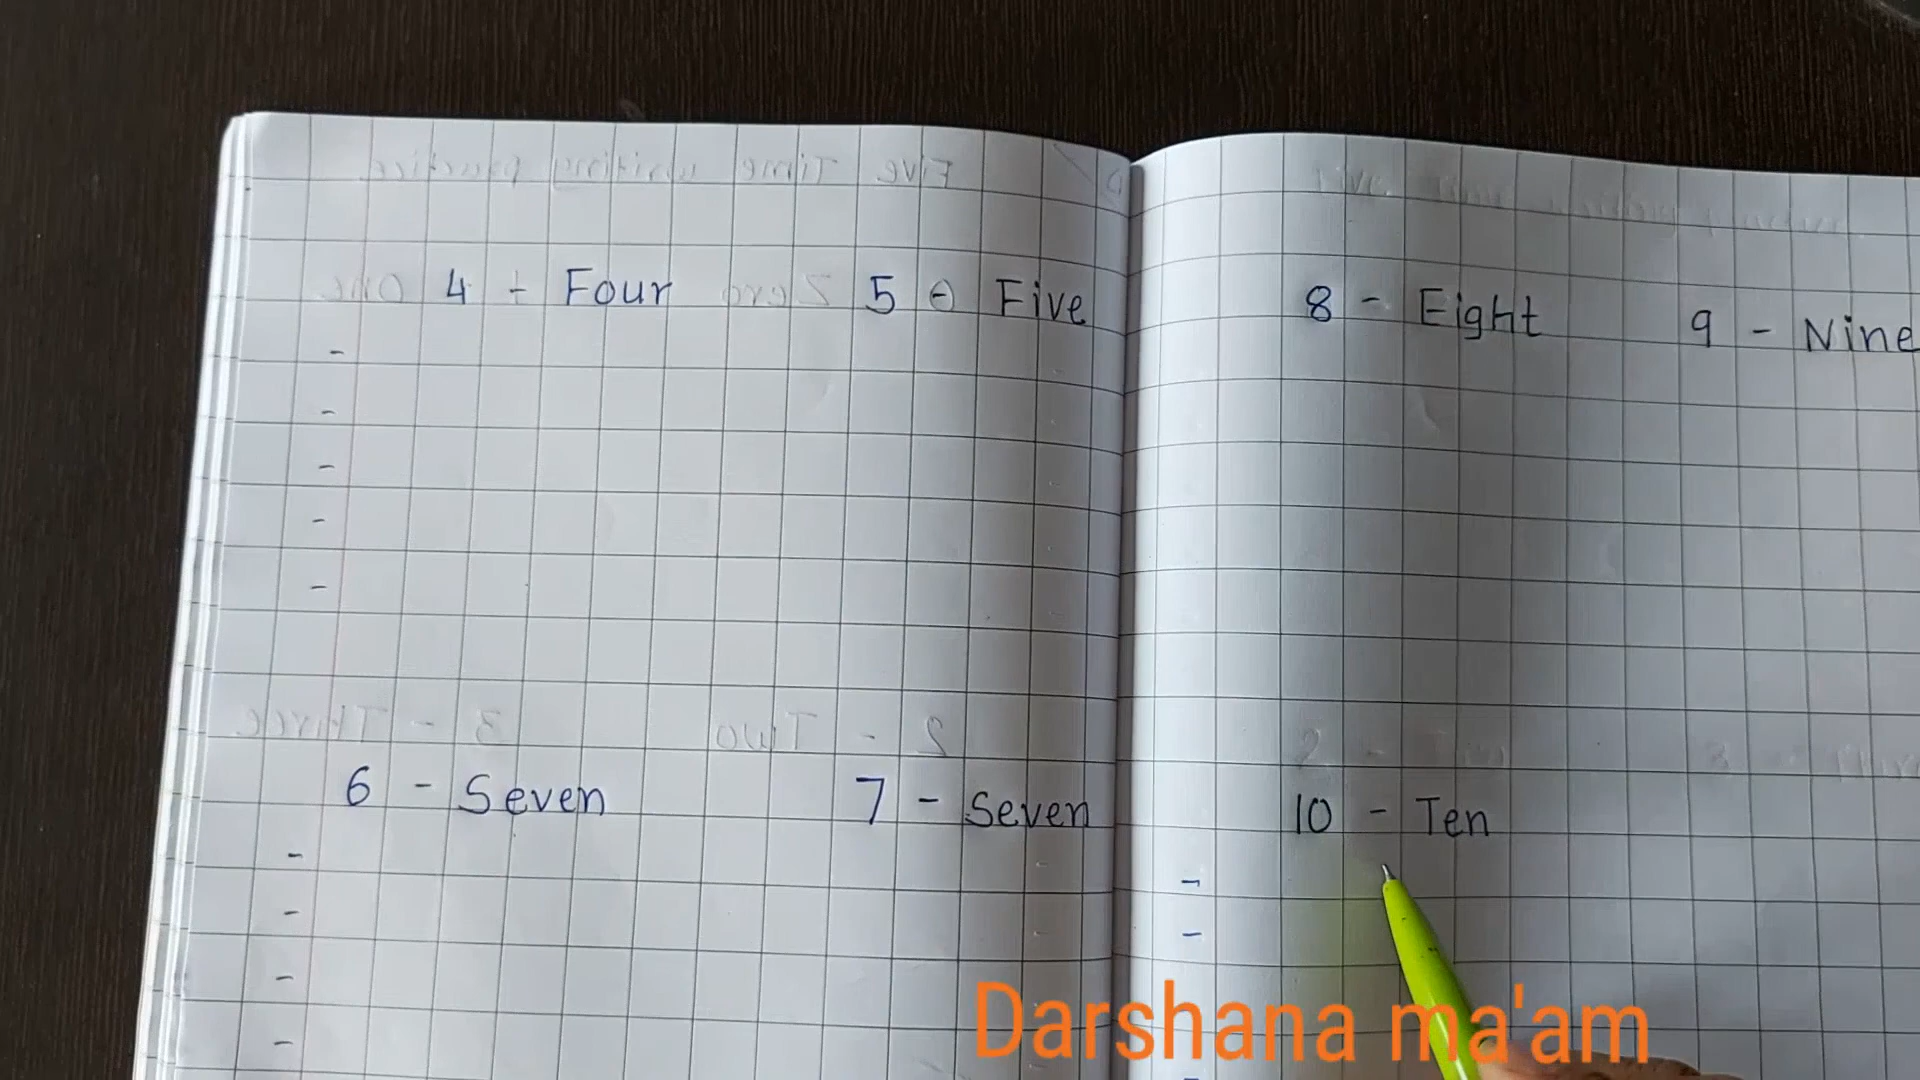 4 - Four 5 - Five
6 - Seven 7 - Seven
8 - Eight 9 - Nine
10 - Ten
Darshana ma'am